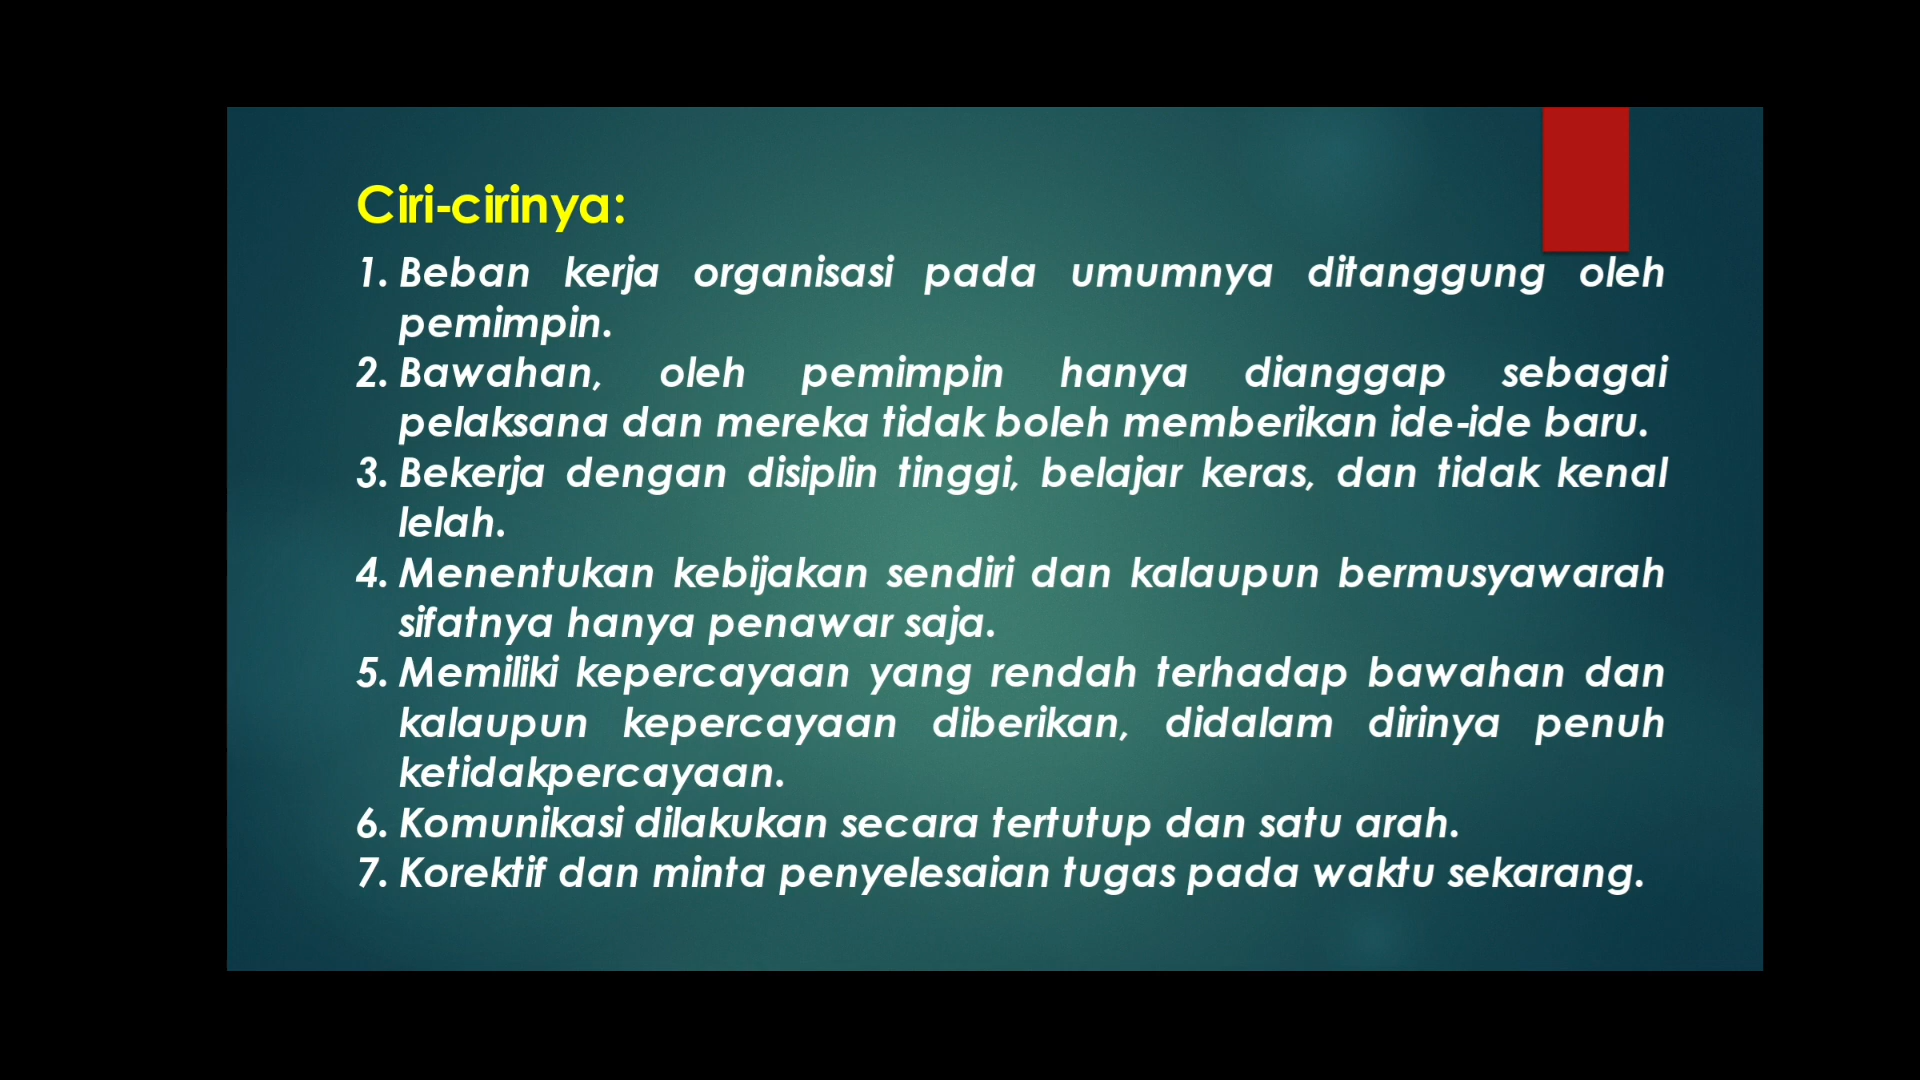 Ciri-cirinya:
1. Beban kerja organisasi pada umumnya ditanggung oleh
pemimpin.
2. Bawahan, oleh pemimpin hanya dianggap sebagai
pelaksana dan mereka tidak boleh memberikan ide-ide baru.
3. Bekerja dengan disiplin tinggi, belajar keras, dan tidak kenal
lelah.
4. Menentukan kebijakan sendiri dan kalaupun bermusyawarah
sifatnya hanya penawar saja.
5. Memiliki kepercayaan yang rendah terhadap bawahan dan
kalaupun kepercayaan diberikan, didalam dirinya penuh
ketidakpercayaan.
6. Komunikasi dilakukan secara tertutup dan satu arah.
7. Korektif dan minta penyelesaian tugas pada waktu sekarang.